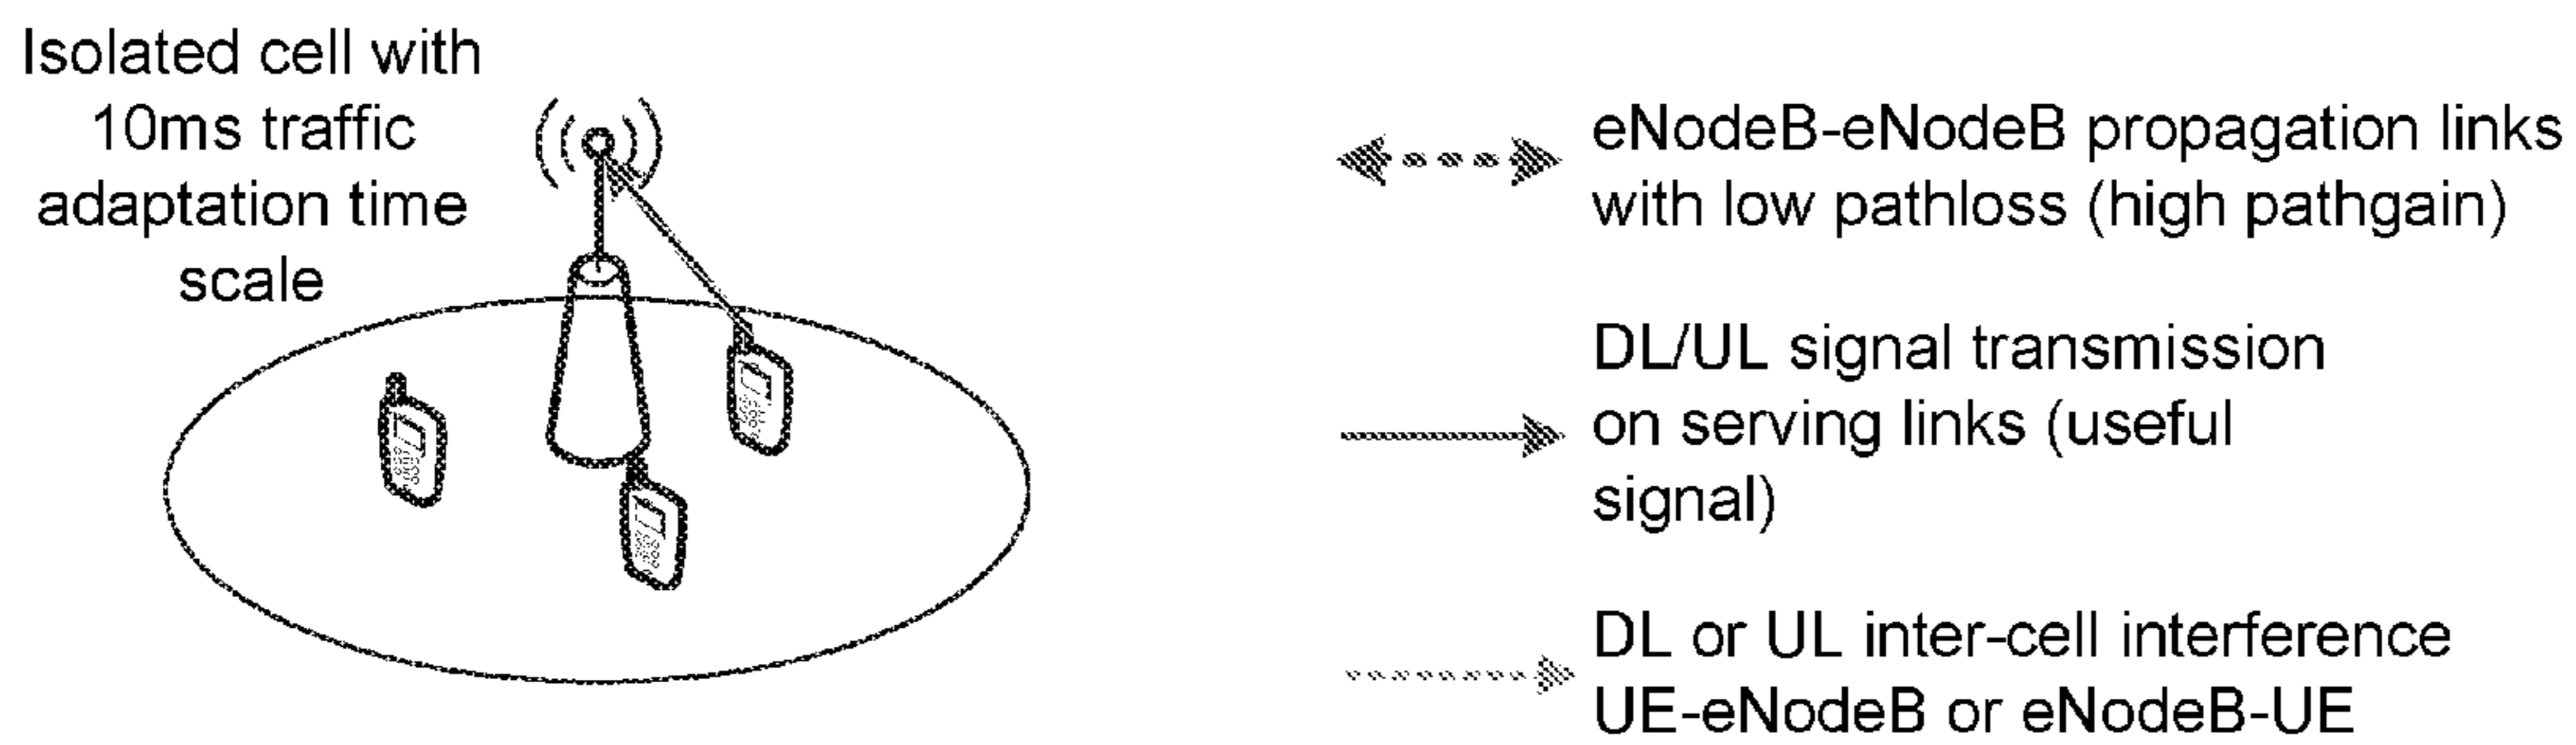 Isolated cell with
10ms traffic
adaptation time
scale
eNodeB-eNodeB propagation links
with low pathloss (high pathgain)
DL/UL signal transmission
on serving links (useful
signal)
DL or UL inter-cell interference
UE-eNodeB or eNodeB-UE